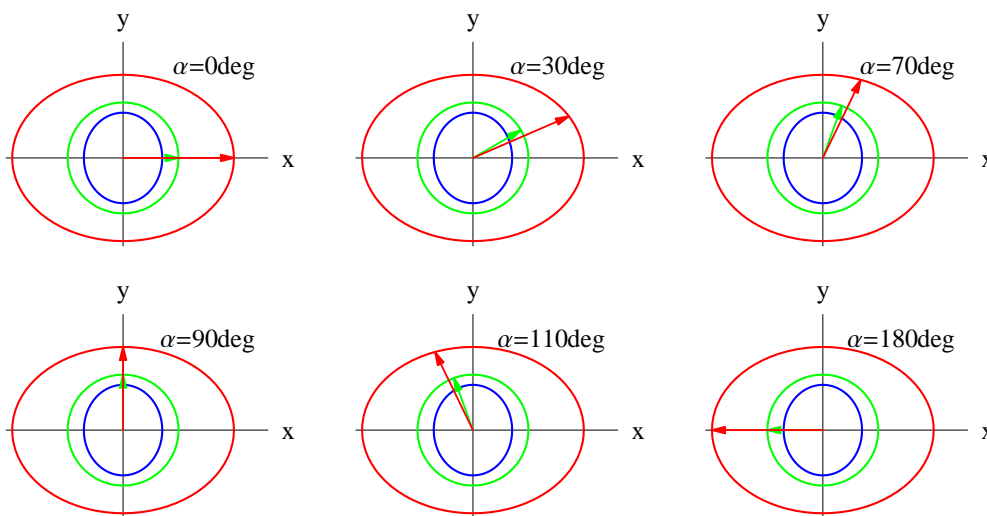 y
α=0deg
x
y
α=30deg
x
y
α=70deg
x
y
α=90deg
x
y
α=110deg
x
y
α=180deg
x